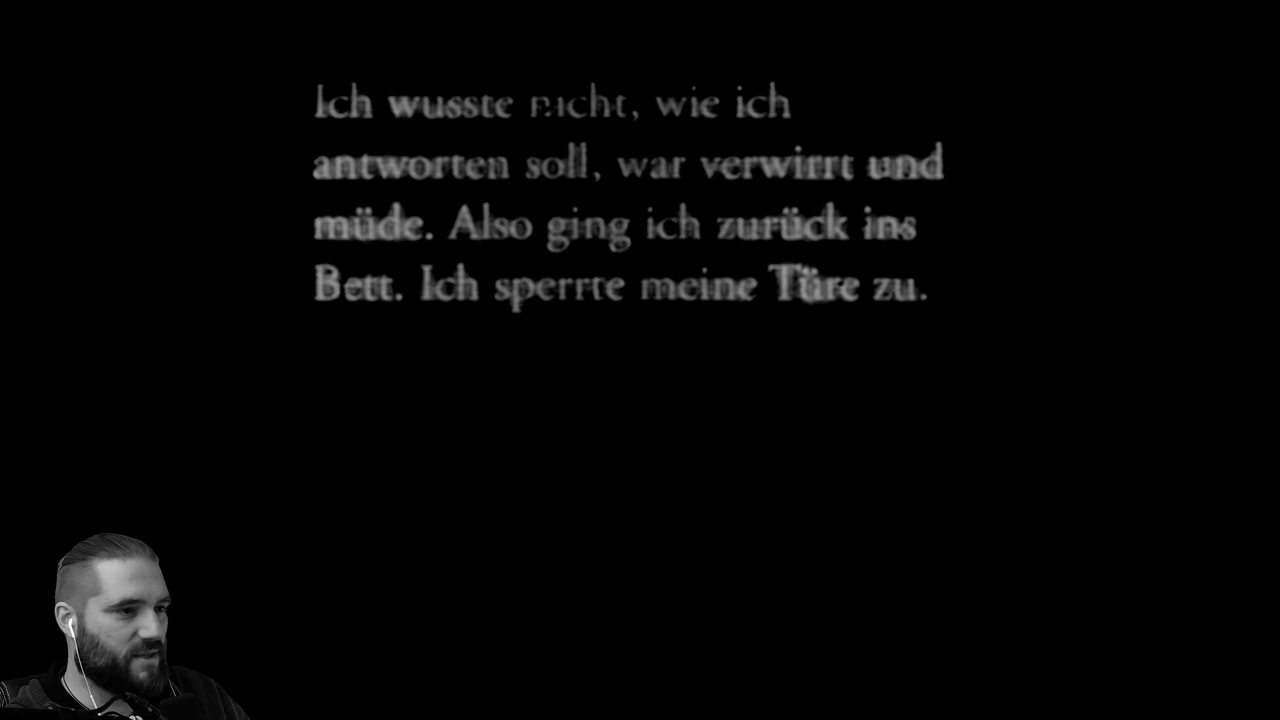 Ich wusste nicht, wie ich
antworten soll, war verwirrt und
müde. Also ging ich zurück ins
Bett. Ich sperrte meine Türe zu.